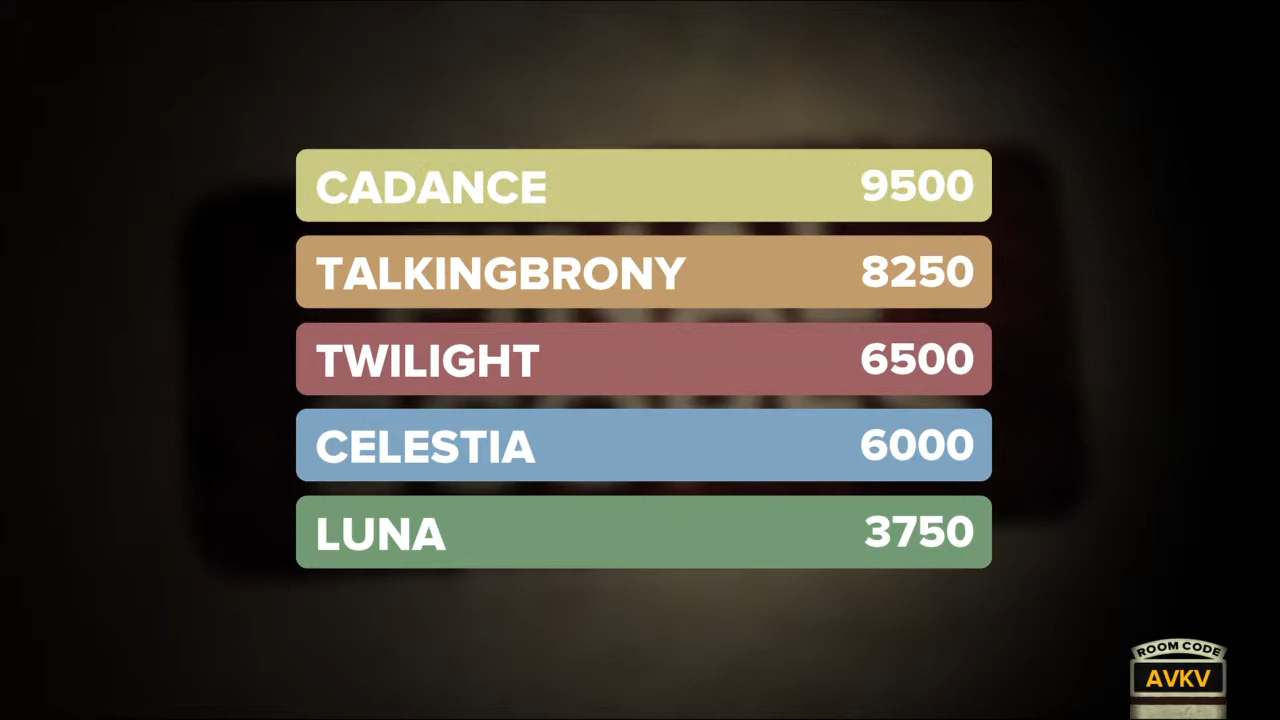 CADANCE 9500
TALKINGBRONY 8250
TWILIGHT 6500
CELESTIA 6000
LUNA 3750
ROOM CODE
AVKV